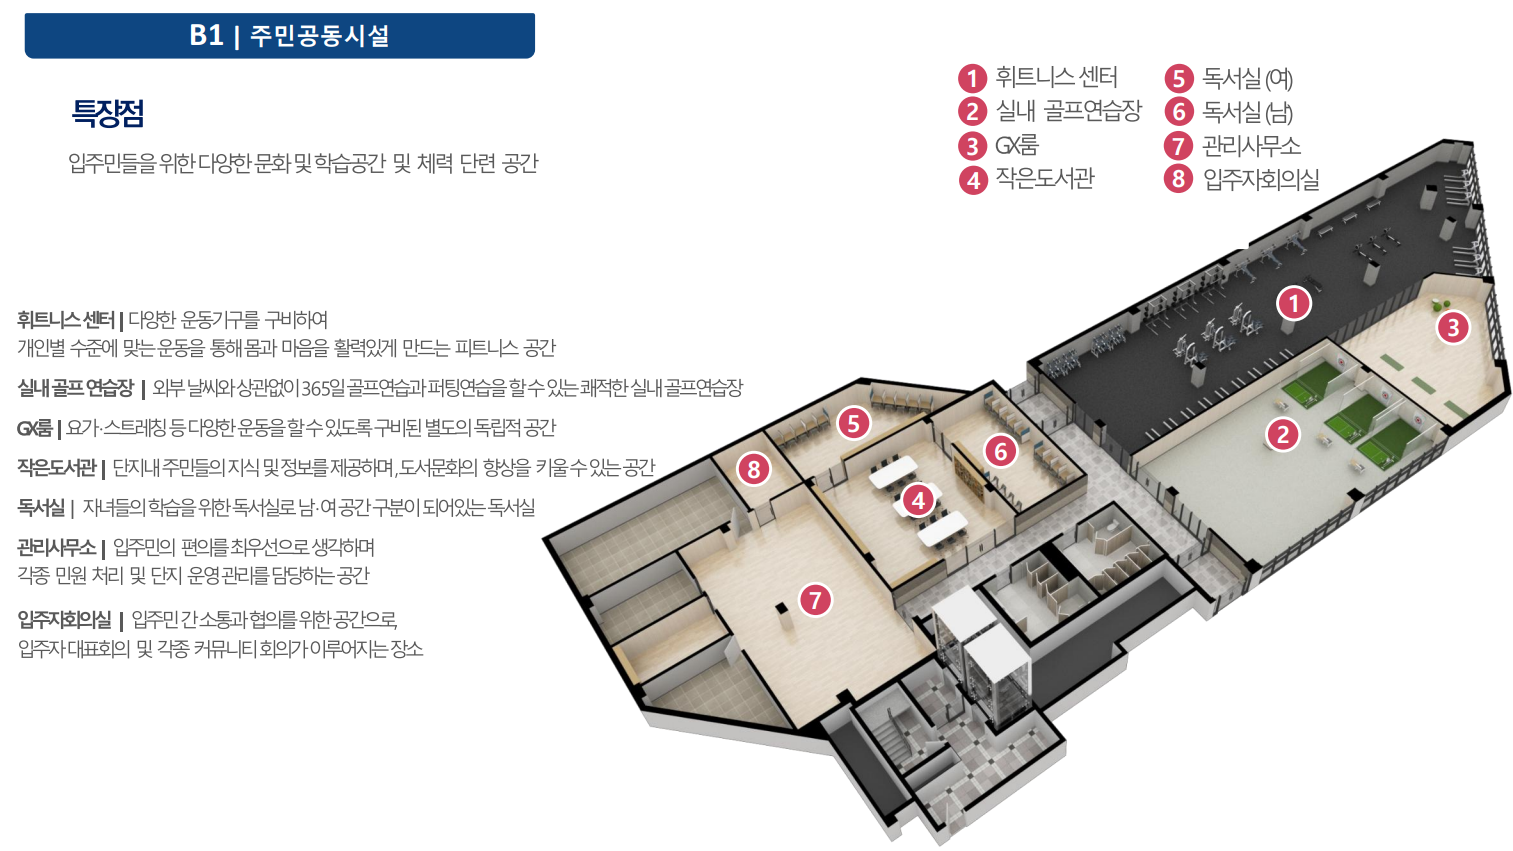 B1 | 주민공동시설
특장점
입주민들을 위한 다양한 문화 및 학습공간 및 체력 단련 공간
1 휘트니스 센터
2 실내 골프연습장
3 GX룸
4 작은도서관
5 독서실 (여)
6 독서실 (남)
7 관리사무소
8 입주자회의실
휘트니스 센터 | 다양한 운동기구를 구비하여
개인별 수준에 맞는 운동을 통해 몸과 마음을 활력있게 만드는 피트니스 공간
실내 골프 연습장 | 외부 날씨와 상관없이 365일 골프연습과 퍼팅연습을 할 수 있는 쾌적한 실내 골프연습장
GX룸 | 요가·스트레칭 등 다양한 운동을 할 수 있도록 구비된 별도의 독립적 공간
작은도서관 | 단지내 주민들의 지식 및 정보를 제공하며, 도서문화의 향상을 키울 수 있는 공간
독서실 | 자녀들의 학습을 위한 독서실로 남·여 공간 구분이 되어있는 독서실
관리사무소 | 입주민의 편의를 최우선으로 생각하며
각종 민원 처리 및 단지 운영 관리를 담당하는 공간
입주자회의실 | 입주민 간 소통과 협의를 위한 공간으로,
입주자 대표회의 및 각종 커뮤니티 회의가 이루어지는 장소
1
3
2
5
6
8
4
7